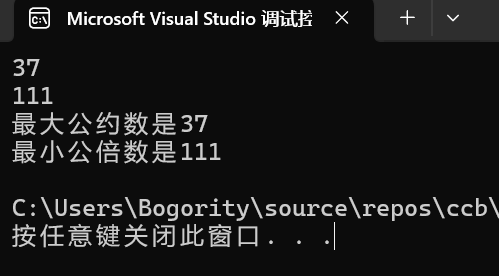 Microsoft Visual Studio 调试控
37
111
最大公约数是37
最小公倍数是111
C:\Users\Bogority\source\repos\ccb\
按任意键关闭此窗口. . .